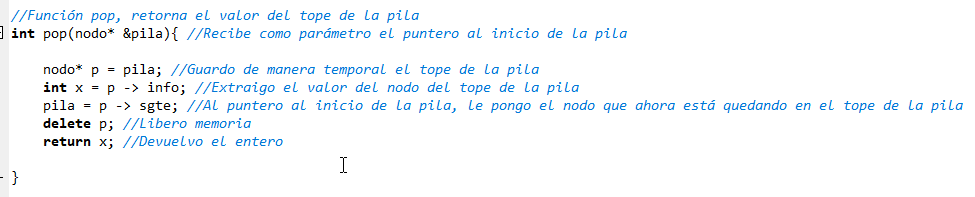 //Función pop, retorna el valor del tope de la pila
int pop(nodo* &pila){ //Recibe como parámetro el puntero al inicio de la pila
nodo* p = pila; //Guardo de manera temporal el tope de la pila
int x = p -> info; //Extraigo el valor del nodo del tope de la pila
pila = p -> sgte; //Al puntero al inicio de la pila, le pongo el nodo que ahora está quedando en el tope de la pila
delete p; //Libero memoria
return x; //Devuelvo el entero
}